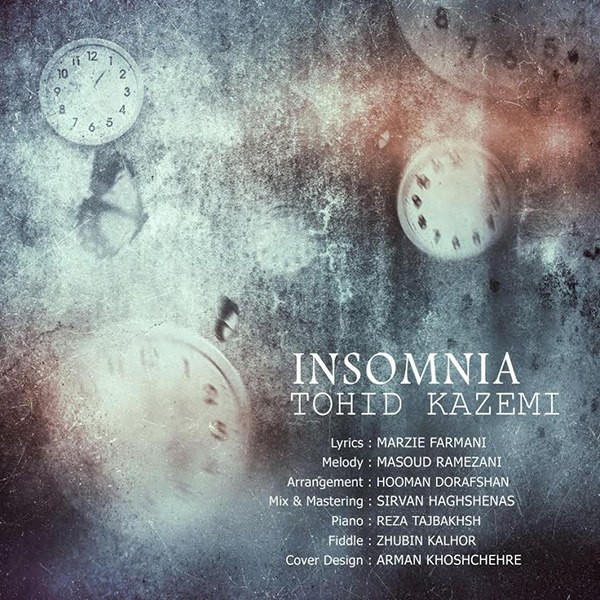 INSOMNIA
TOHID KAZEMI
Lyrics : MARZIE FARMANI
Melody : MASOUD RAMEZANI
Arrangement : HOOMAN DORAFSHAN
Mix & Mastering : SIRVAN HAGHSHENAS
Piano : REZA TAJBAKHSH
Fiddle : ZHUBIN KALHOR
Cover Design : ARMAN KHOSHCHEHRE